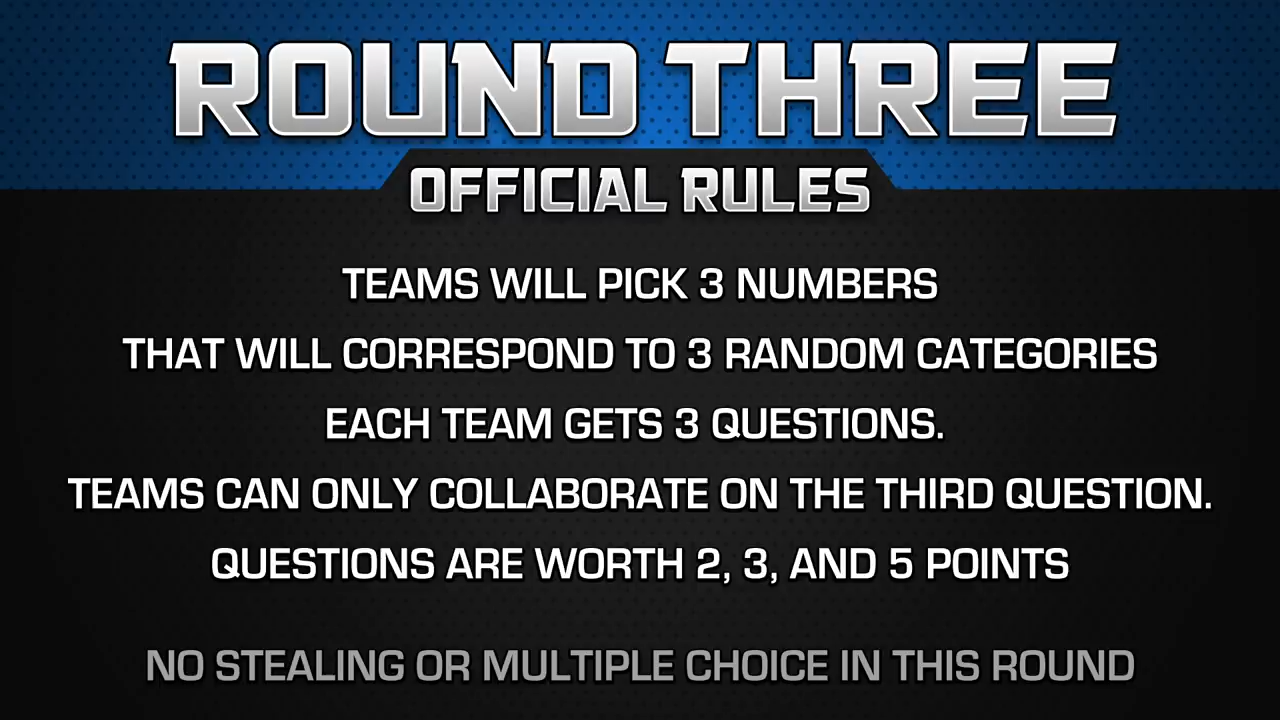 ROUND THREE
OFFICIAL RULES
TEAMS WILL PICK 3 NUMBERS
THAT WILL CORRESPOND TO 3 RANDOM CATEGORIES
EACH TEAM GETS 3 QUESTIONS.
TEAMS CAN ONLY COLLABORATE ON THE THIRD QUESTION.
QUESTIONS ARE WORTH 2, 3, AND 5 POINTS
NO STEALING OR MULTIPLE CHOICE IN THIS ROUND